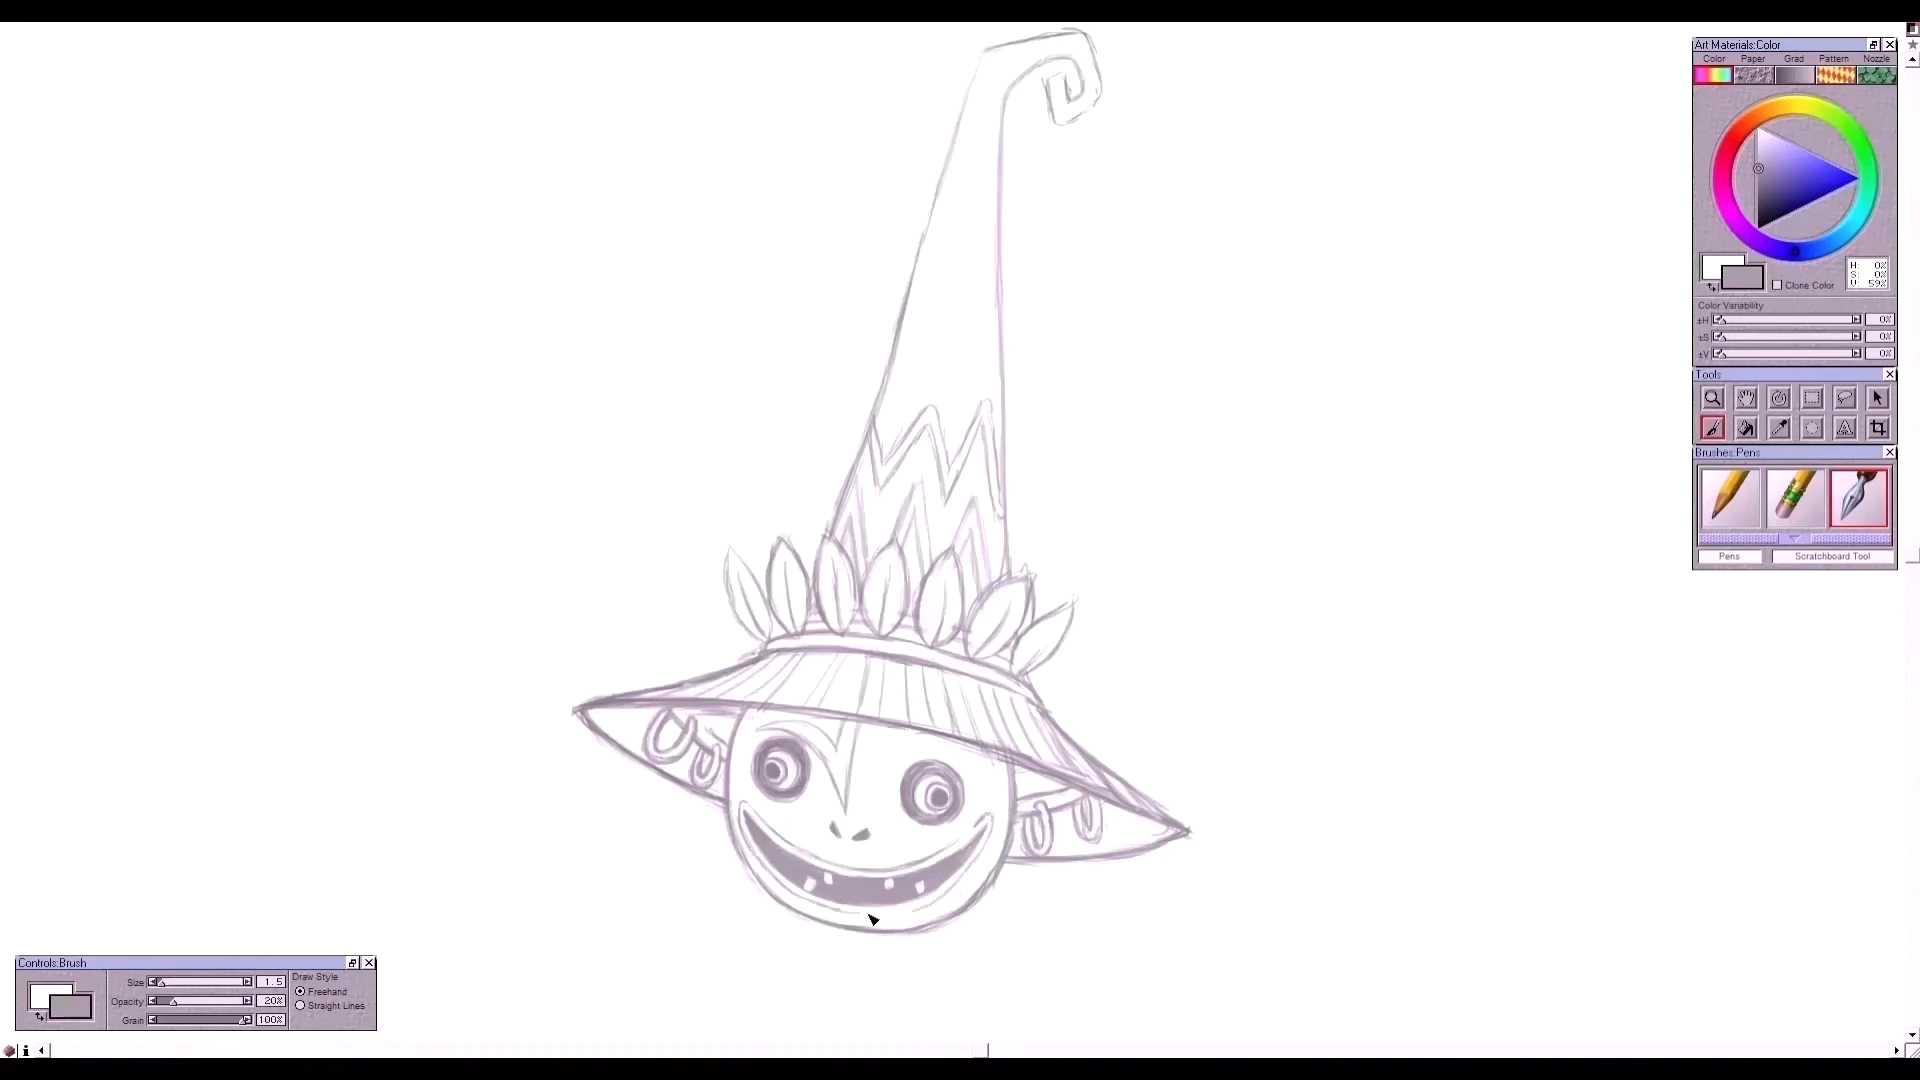 Art Materials:Color
Color Paper Grad Pattern Nozzle
H: 0%
S: 0%
V: 59%
Clone Color
Color Variability
±H 0%
±S 0%
±V 0%
Tools
Brushes:Pens
Pens Scratchboard Tool
Controls:Brush
Size 1.5
Opacity 20%
Grain 100%
Draw Style
Freehand
Straight Lines